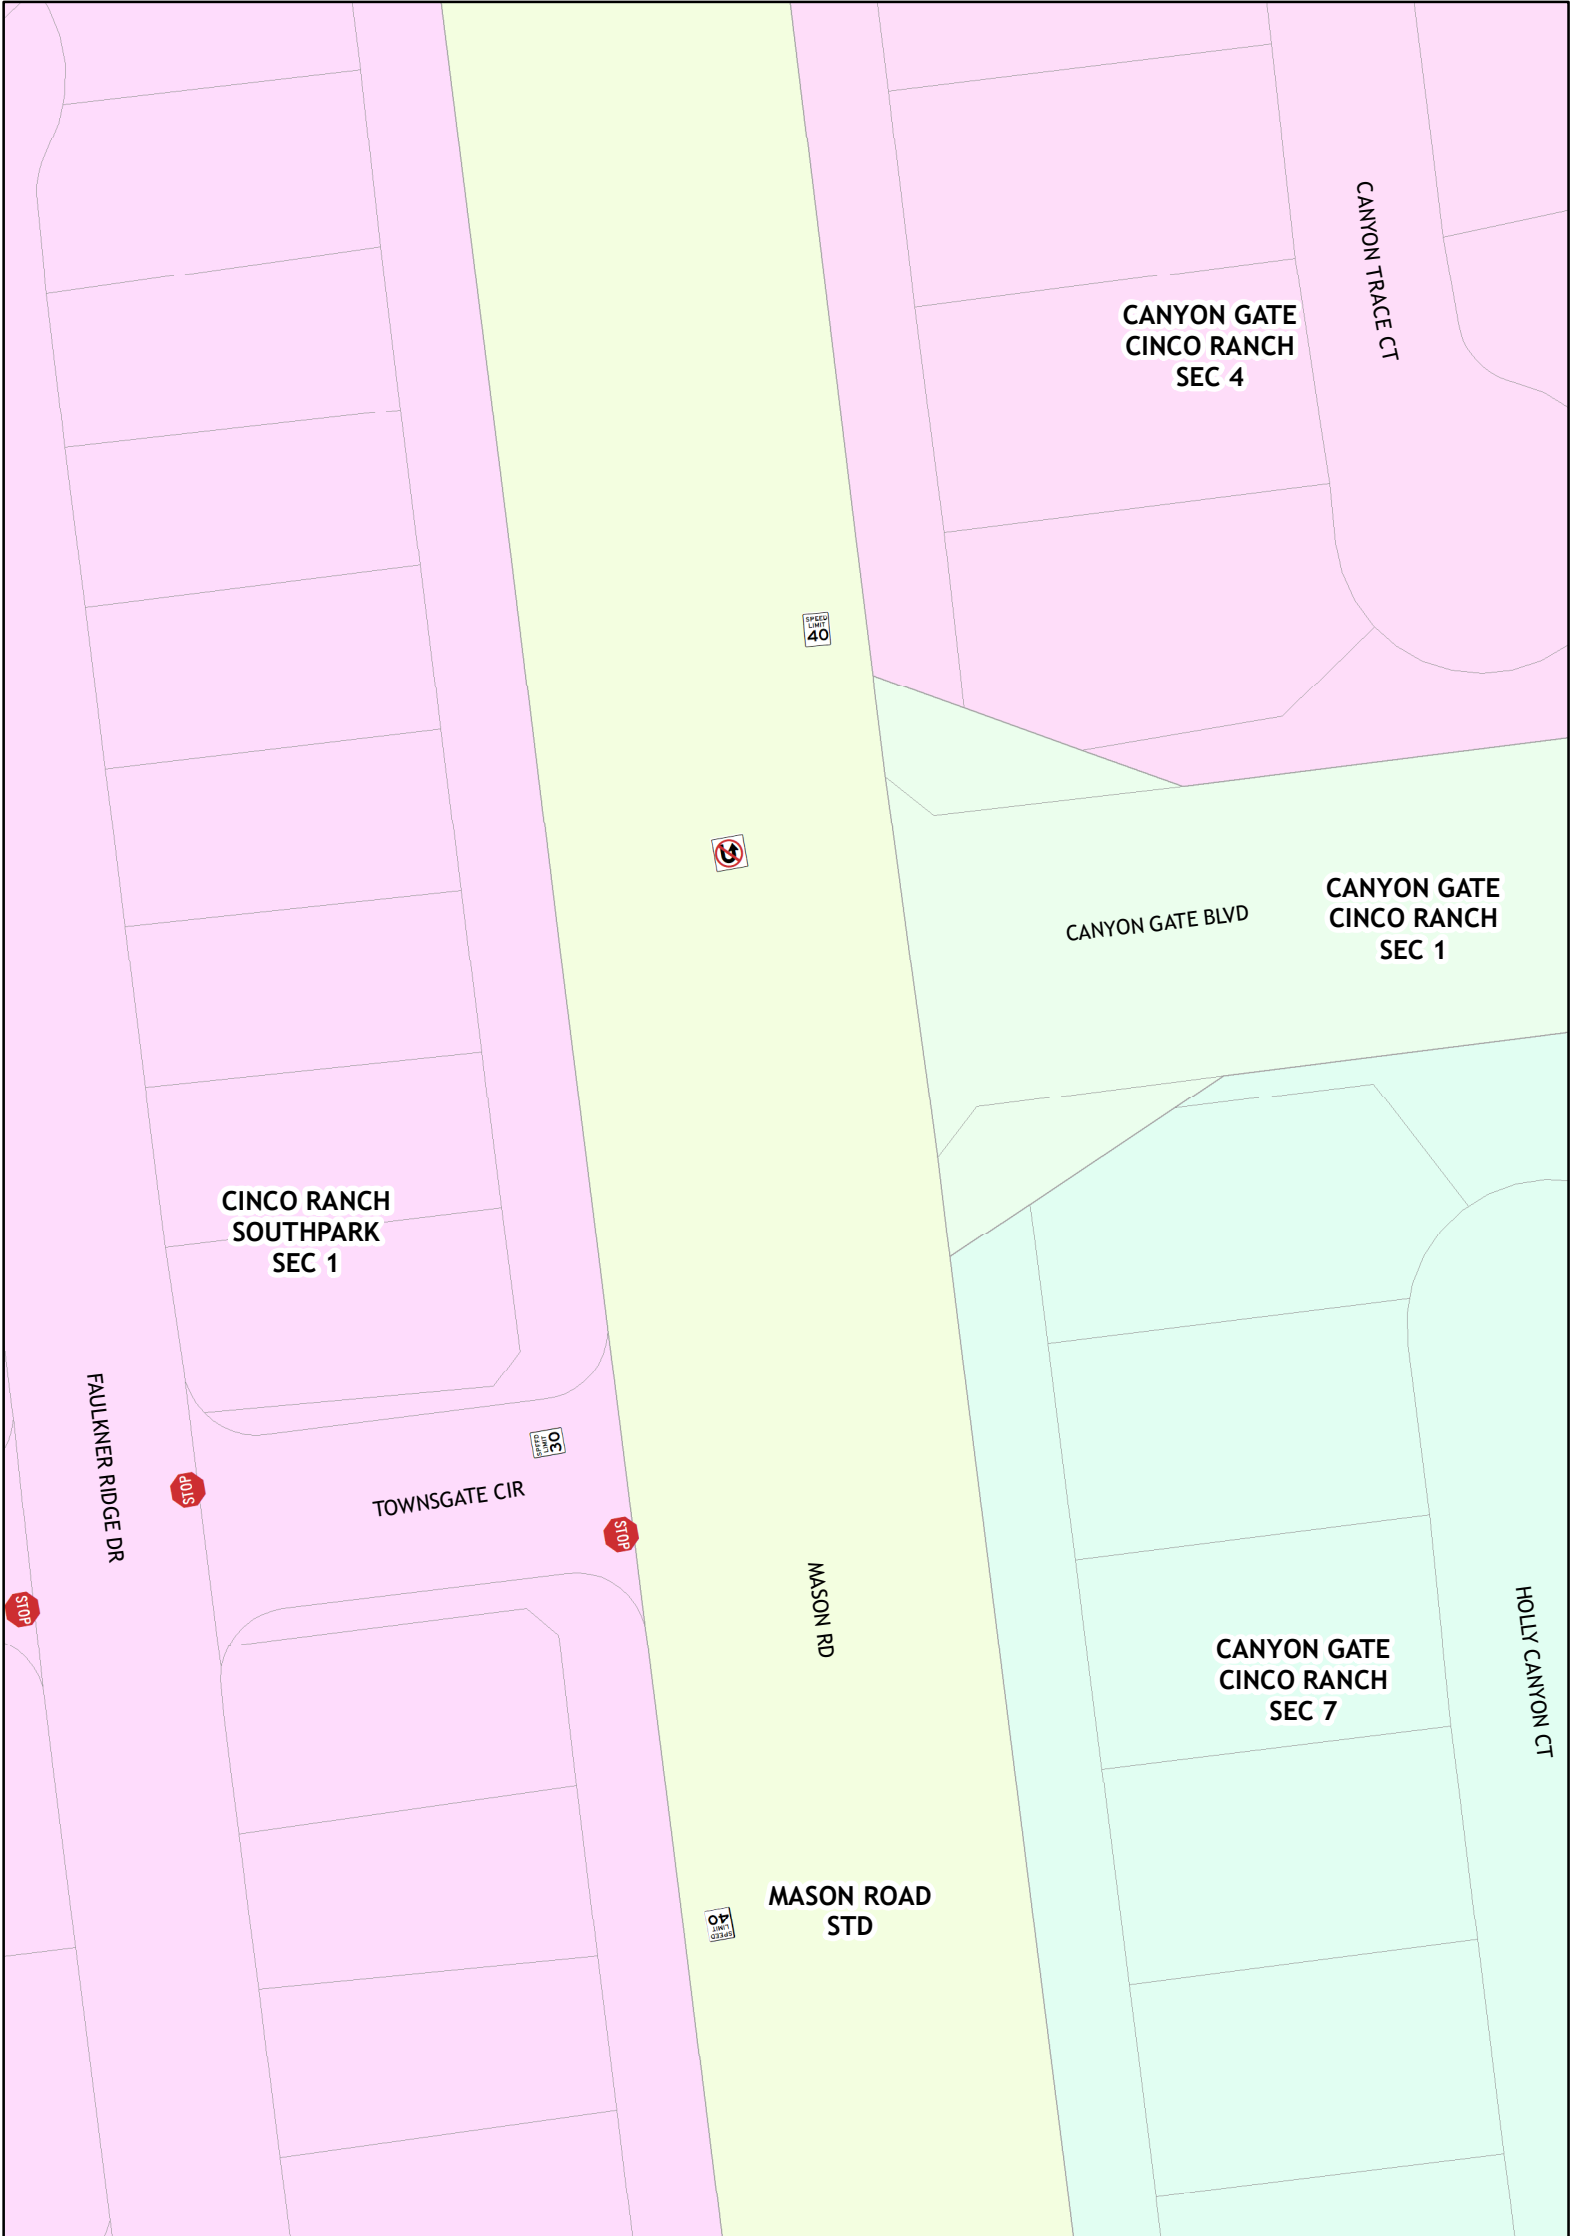 CANYON TRACE CT
CANYON GATE
CINCO RANCH
SEC 4
SPEED
LIMIT
40
CANYON GATE BLVD
CANYON GATE
CINCO RANCH
SEC 1
CINCO RANCH
SOUTHPARK
SEC 1
FAULKNER RIDGE DR
SPEED
LIMIT
30
STOP
TOWNSGATE CIR
STOP
STOP
MASON RD
HOLLY CANYON CT
CANYON GATE
CINCO RANCH
SEC 7
MASON ROAD
STD
SPEED
LIMIT
40